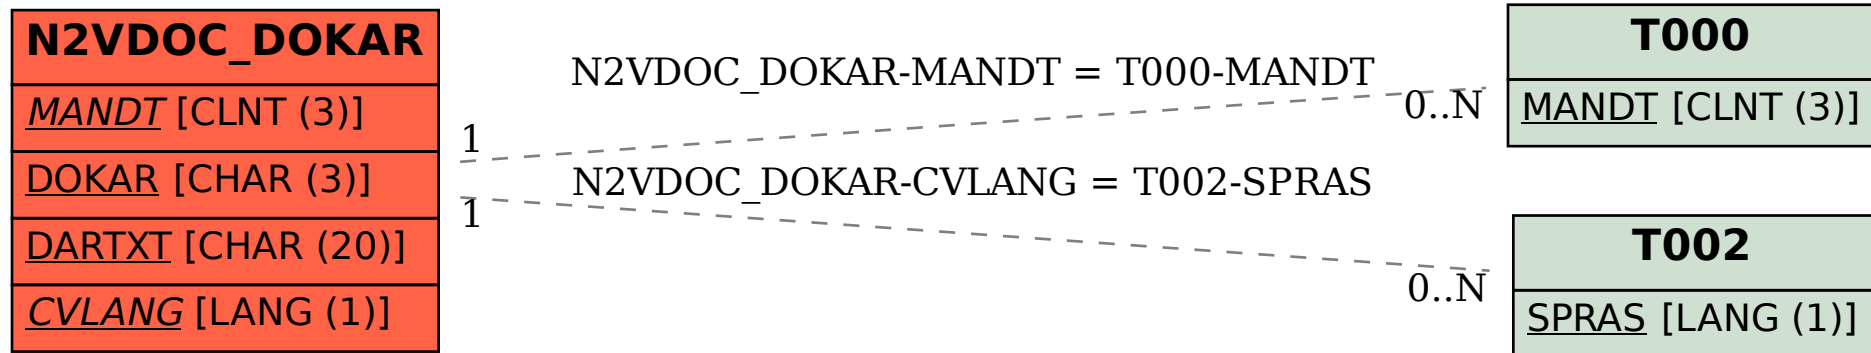 N2VDOC_DOKAR
MANDT [CLNT (3)]
DOKAR [CHAR (3)]
DARTXT [CHAR (20)]
CVLANG [LANG (1)]
N2VDOC_DOKAR-MANDT = T000-MANDT
1
0..N
N2VDOC_DOKAR-CVLANG = T002-SPRAS
1
0..N
T000
MANDT [CLNT (3)]
T002
SPRAS [LANG (1)]